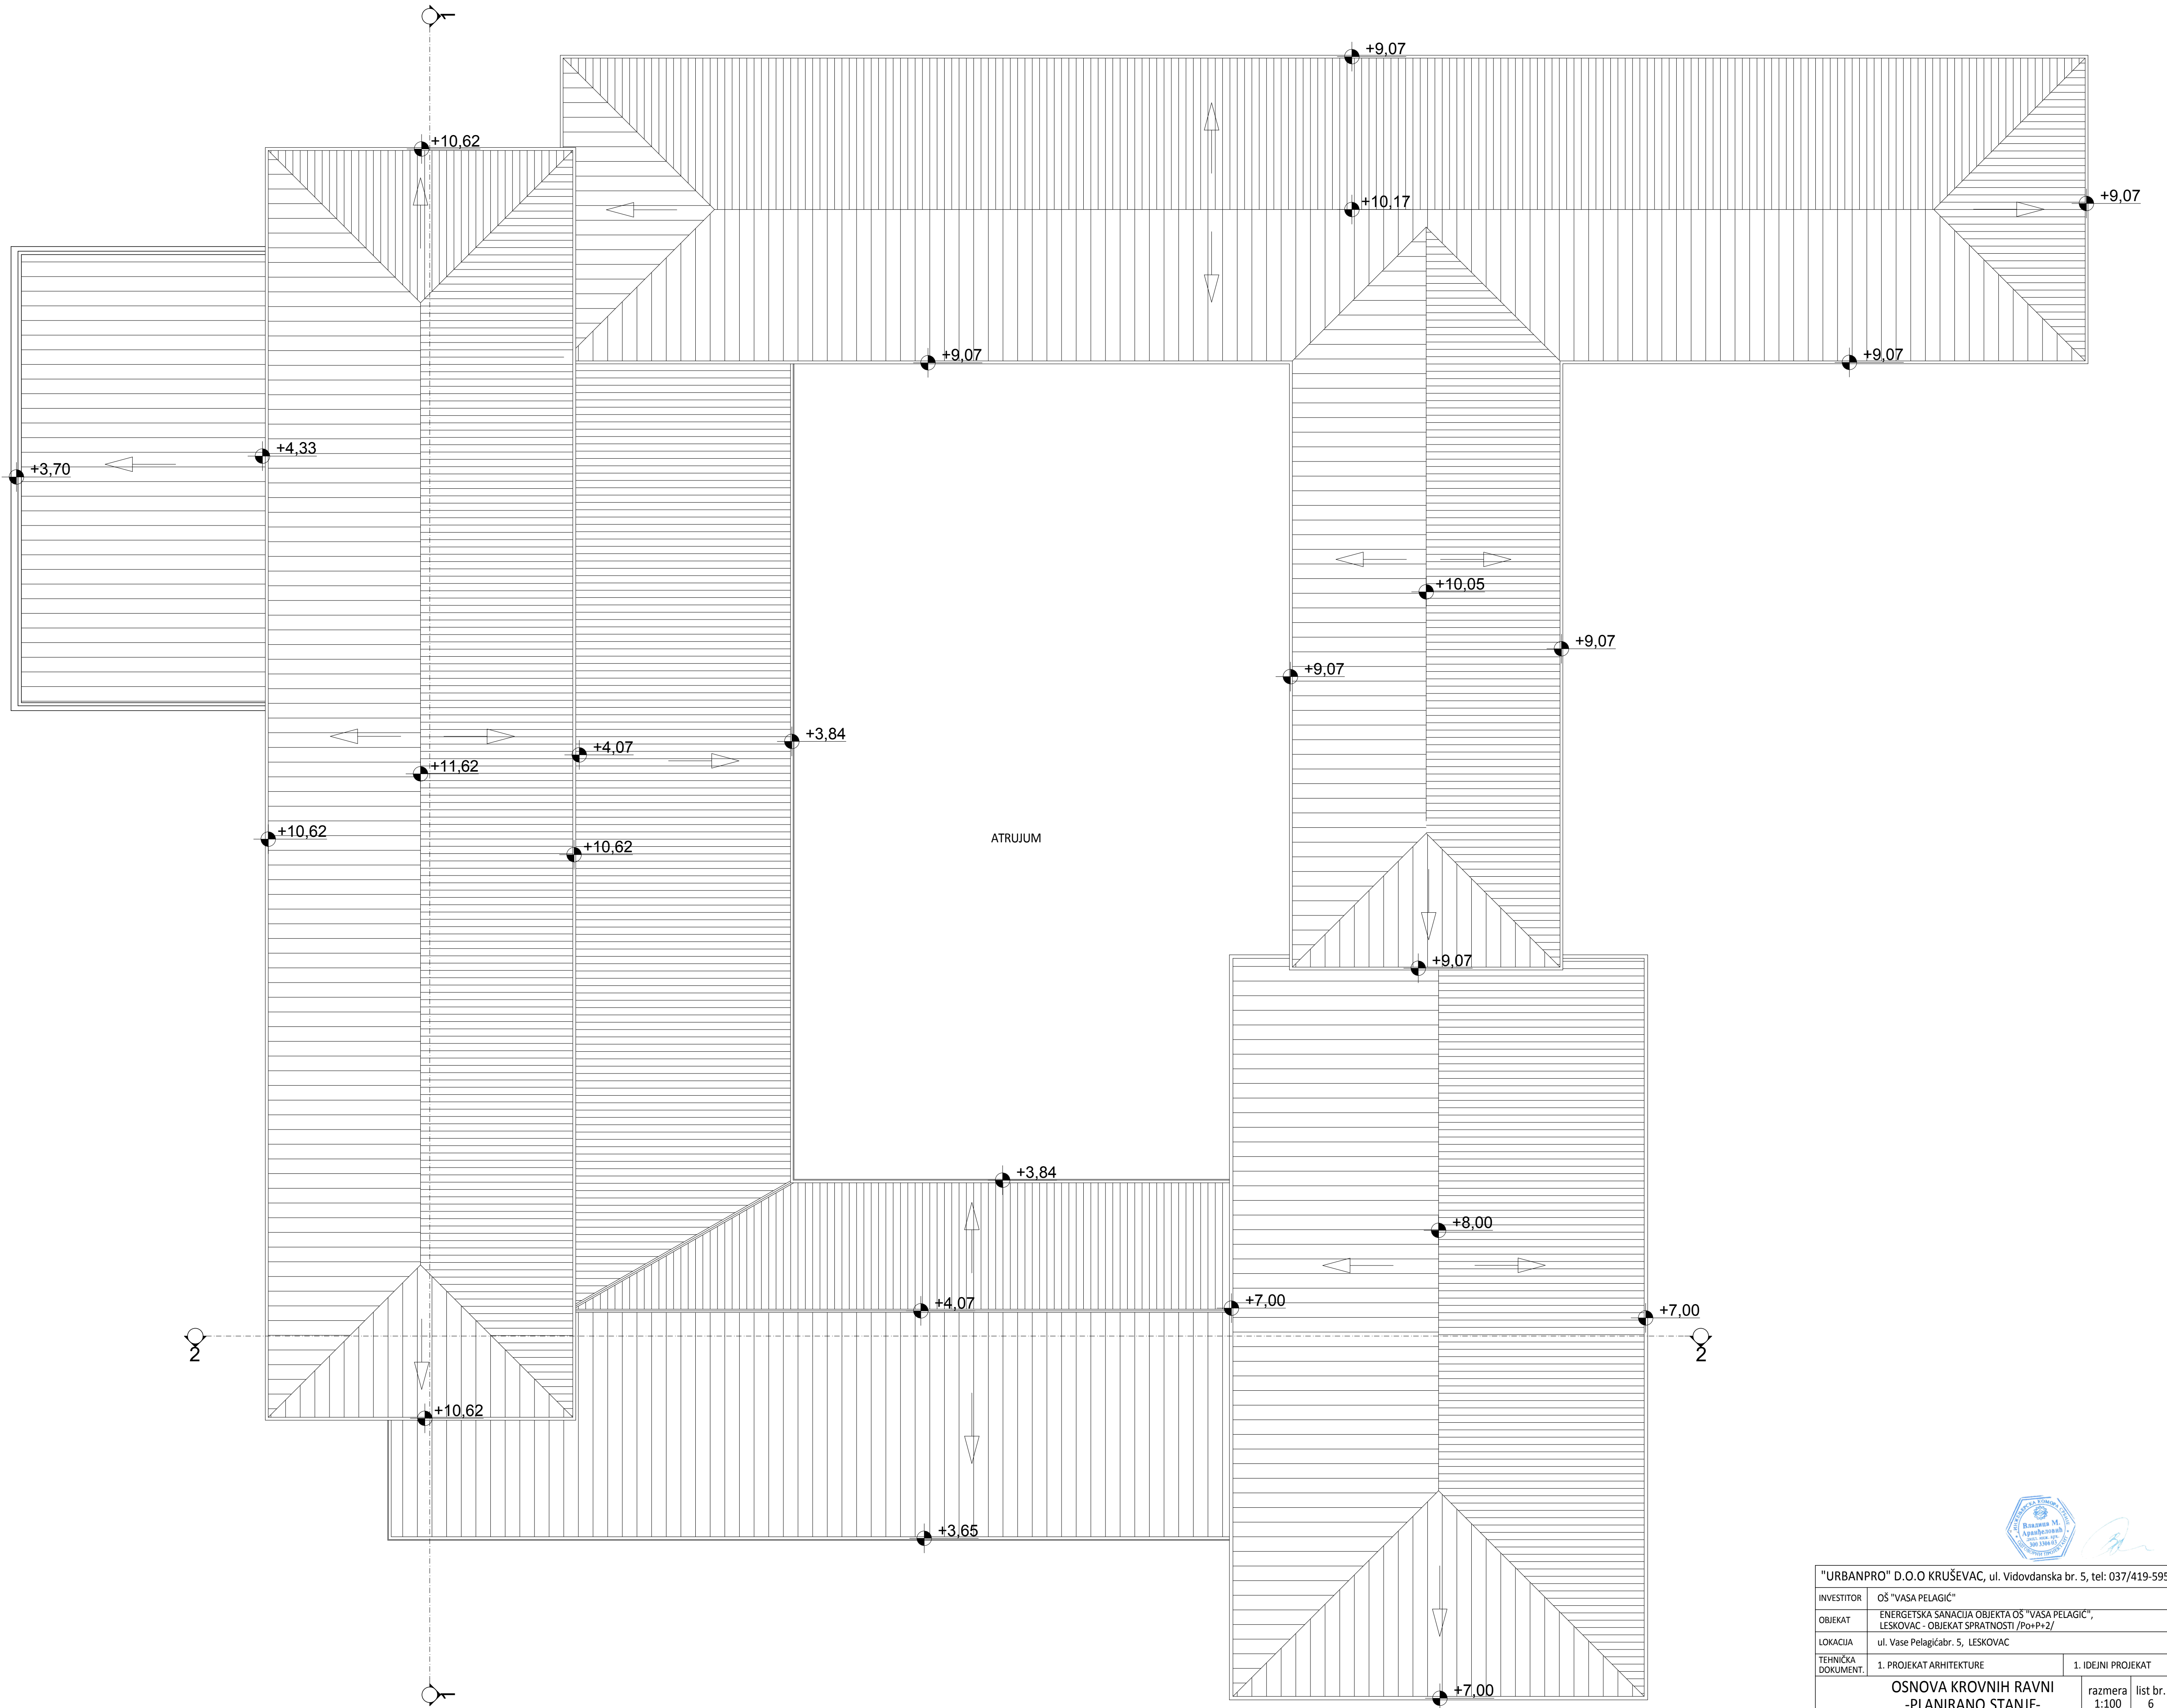 1
+9,07
+10,62
+10,17
+9,07
+9,07
+9,07
+4,33
+3,70
+10,05
+9,07
+9,07
+3,84
+4,07
+11,62
+10,62
+10,62
ATRUJUM
+9,07
+3,84
+8,00
+4,07
+7,00
+7,00
2
2
+10,62
+3,65
+7,00
1
Владица М.
Аранђеловић
"URBANPRO" D.O.O KRUŠEVAC, ul. Vidovdanska br. 5, tel: 037/419-595
INVESTITOR OŠ "VASA PELAGIĆ"
OBJEKAT ENERGETSKA SANACIJA OBJEKTA OŠ "VASA PELAGIĆ",
LESKOVAC - OBJEKAT SPRATNOSTI /Po+P+2/
LOKACIJA ul. Vase Pelagićabr. 5, LESKOVAC
TEHNIČKA
DOKUMENT. 1. PROJEKAT ARHITEKTURE 1. IDEJNI PROJEKAT
OSNOVA KROVNIH RAVNI razmera list br.
-PLANIRANO STANJE- 1:100 6